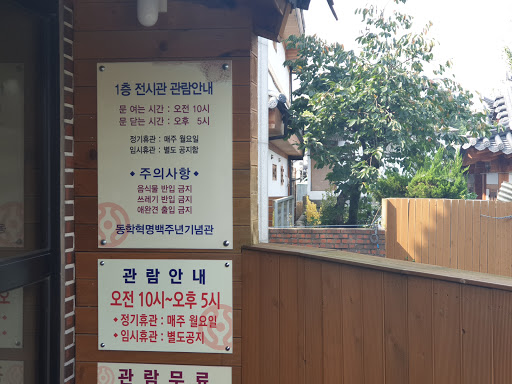 1층 전시관 관람안내
문 여는 시간 : 오전 10시
문 닫는 시간 : 오후 5시
정기휴관 : 매주 월요일
임시휴관 : 별도 공지함
• 주의사항 •
음식물 반입 금지
쓰레기 반입 금지
애완견 출입 금지
동학혁명백주년기념관
관람안내
오전 10시~오후 5시
• 정기휴관 : 매주 월요일
• 임시휴관 : 별도공지
관람무료